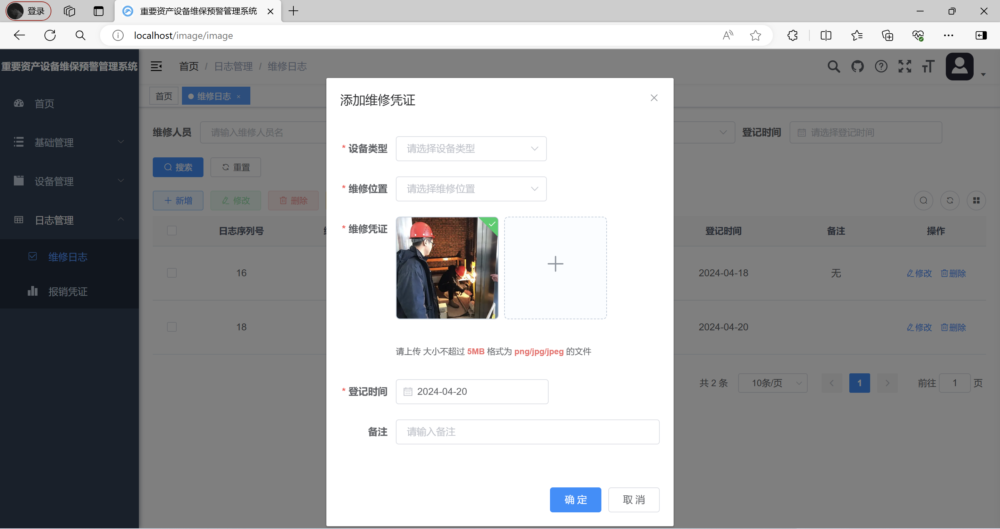 登录
重要资产设备维保预警管理系统
localhost/image/image
重要资产设备维保预警管理系统
首页 / 日志管理 / 维修日志
首页
维修日志
首页
基础管理
设备管理
日志管理
维修日志
报销凭证
维修人员
请输入维修人员名
登记时间
请选择登记时间
搜索
重置
新增
修改
删除
日志序列号
登记时间
备注
操作
16
2024-04-18
无
修改
删除
18
2024-04-20
修改
删除
共 2 条
10条/页
1
前往
1
页
添加维修凭证
* 设备类型
请选择设备类型
* 维修位置
请选择维修位置
* 维修凭证
请上传 大小不超过 5MB 格式为 png/jpg/jpeg 的文件
* 登记时间
2024-04-20
备注
请输入备注
确 定
取 消